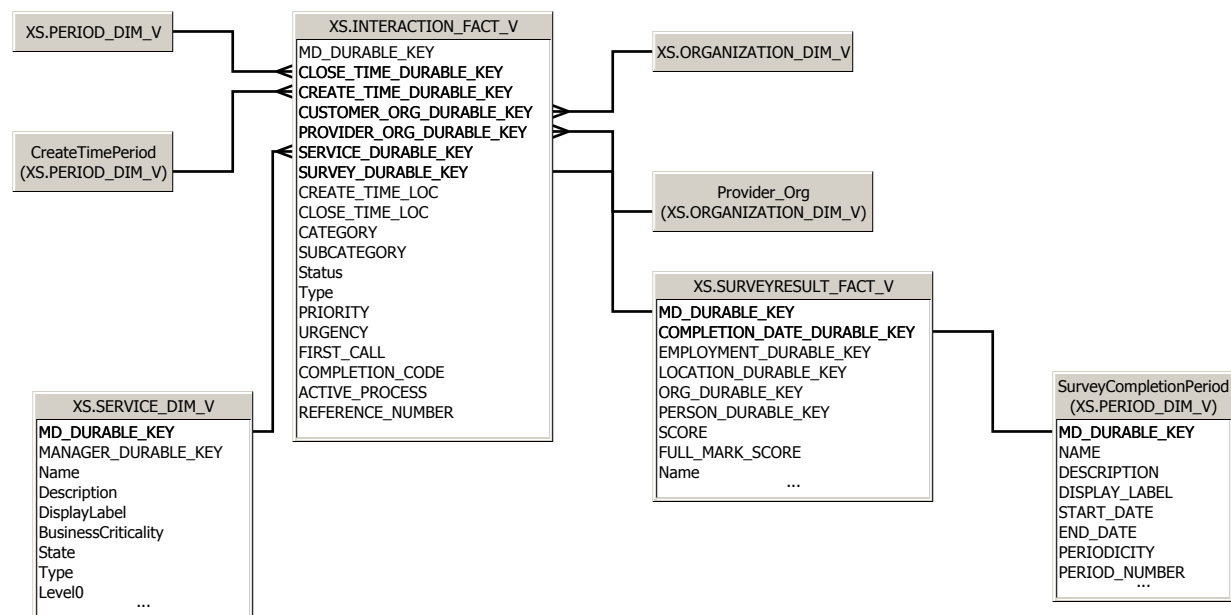 XS.PERIOD_DIM_V
CreateTimePeriod
(XS.PERIOD_DIM_V)
XS.INTERACTION_FACT_V
MD_DURABLE_KEY
CLOSE_TIME_DURABLE_KEY
CREATE_TIME_DURABLE_KEY
CUSTOMER_ORG_DURABLE_KEY
PROVIDER_ORG_DURABLE_KEY
SERVICE_DURABLE_KEY
SURVEY_DURABLE_KEY
CREATE_TIME_LOC
CLOSE_TIME_LOC
CATEGORY
SUBCATEGORY
Status
Type
PRIORITY
URGENCY
FIRST_CALL
COMPLETION_CODE
ACTIVE_PROCESS
REFERENCE_NUMBER
XS.ORGANIZATION_DIM_V
Provider_Org
(XS.ORGANIZATION_DIM_V)
XS.SERVICE_DIM_V
MD_DURABLE_KEY
MANAGER_DURABLE_KEY
Name
Description
DisplayLabel
BusinessCriticality
State
Type
Level0
...
XS.SURVEYRESULT_FACT_V
MD_DURABLE_KEY
COMPLETION_DATE_DURABLE_KEY
EMPLOYMENT_DURABLE_KEY
LOCATION_DURABLE_KEY
ORG_DURABLE_KEY
PERSON_DURABLE_KEY
SCORE
FULL_MARK_SCORE
Name
...
SurveyCompletionPeriod
(XS.PERIOD_DIM_V)
MD_DURABLE_KEY
NAME
DESCRIPTION
DISPLAY_LABEL
START_DATE
END_DATE
PERIODICITY
PERIOD_NUMBER
...